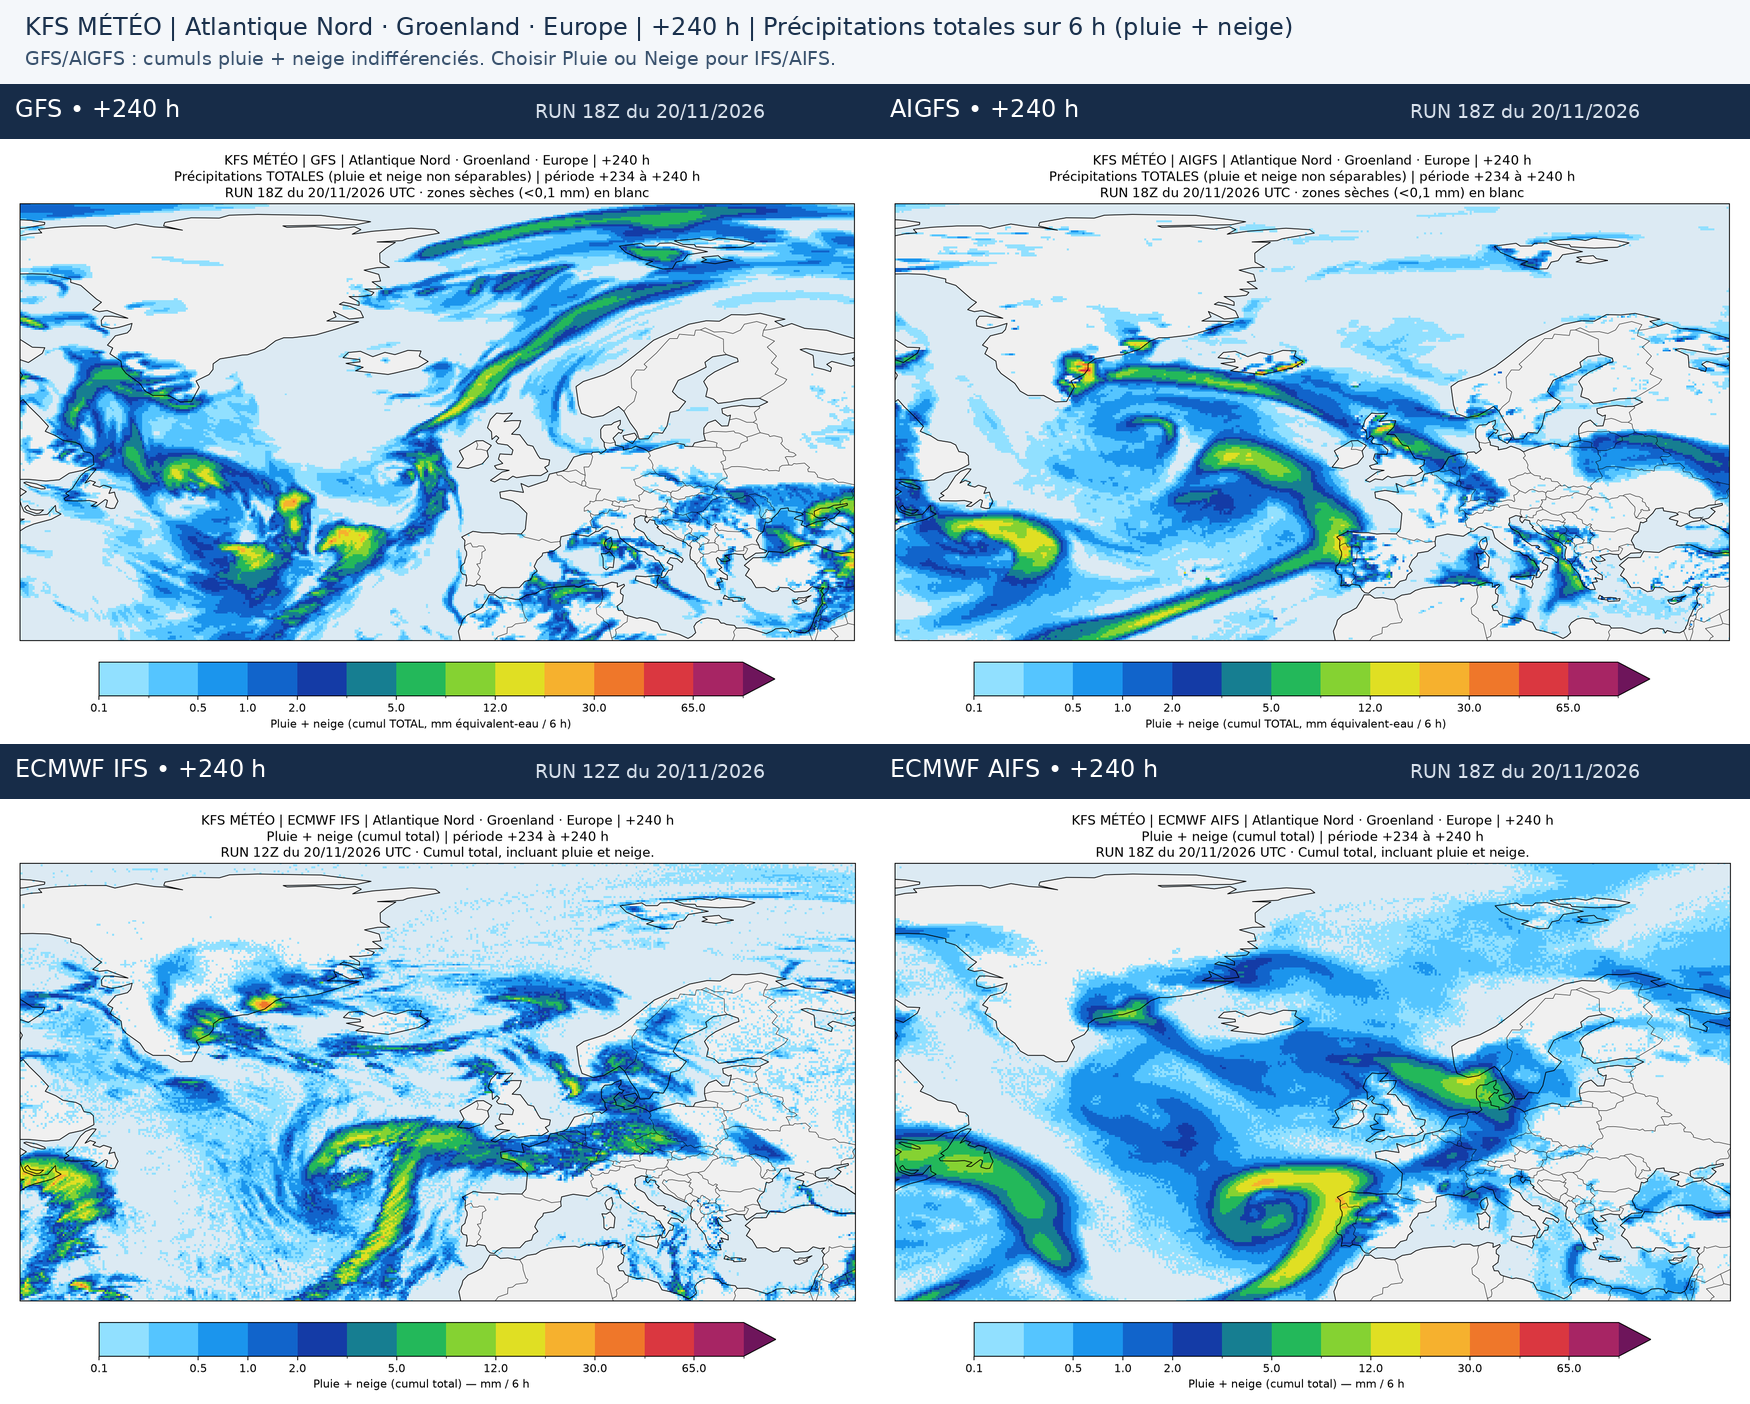 KFS MÉTÉO | Atlantique Nord · Groenland · Europe | +240 h | Précipitations totales sur 6 h (pluie + neige)
GFS/AIGFS : cumuls pluie + neige indifférenciés. Choisir Pluie ou Neige pour IFS/AIFS.
GFS • +240 h
RUN 18Z du 20/11/2026
AIGFS • +240 h
RUN 18Z du 20/11/2026
KFS MÉTÉO | GFS | Atlantique Nord · Groenland · Europe | +240 h
Précipitations TOTALES (pluie et neige non séparables) | période +234 à +240 h
RUN 18Z du 20/11/2026 UTC · zones sèches (<0,1 mm) en blanc
KFS MÉTÉO | AIGFS | Atlantique Nord · Groenland · Europe | +240 h
Précipitations TOTALES (pluie et neige non séparables) | période +234 à +240 h
RUN 18Z du 20/11/2026 UTC · zones sèches (<0,1 mm) en blanc
0.1 0.5 1.0 2.0 5.0 12.0 30.0 65.0
Pluie + neige (cumul TOTAL, mm équivalent-eau / 6 h)
0.1 0.5 1.0 2.0 5.0 12.0 30.0 65.0
Pluie + neige (cumul TOTAL, mm équivalent-eau / 6 h)
ECMWF IFS • +240 h
RUN 12Z du 20/11/2026
ECMWF AIFS • +240 h
RUN 18Z du 20/11/2026
KFS MÉTÉO | ECMWF IFS | Atlantique Nord · Groenland · Europe | +240 h
Pluie + neige (cumul total) | période +234 à +240 h
RUN 12Z du 20/11/2026 UTC · Cumul total, incluant pluie et neige.
KFS MÉTÉO | ECMWF AIFS | Atlantique Nord · Groenland · Europe | +240 h
Pluie + neige (cumul total) | période +234 à +240 h
RUN 18Z du 20/11/2026 UTC · Cumul total, incluant pluie et neige.
0.1 0.5 1.0 2.0 5.0 12.0 30.0 65.0
Pluie + neige (cumul total) — mm / 6 h
0.1 0.5 1.0 2.0 5.0 12.0 30.0 65.0
Pluie + neige (cumul total) — mm / 6 h